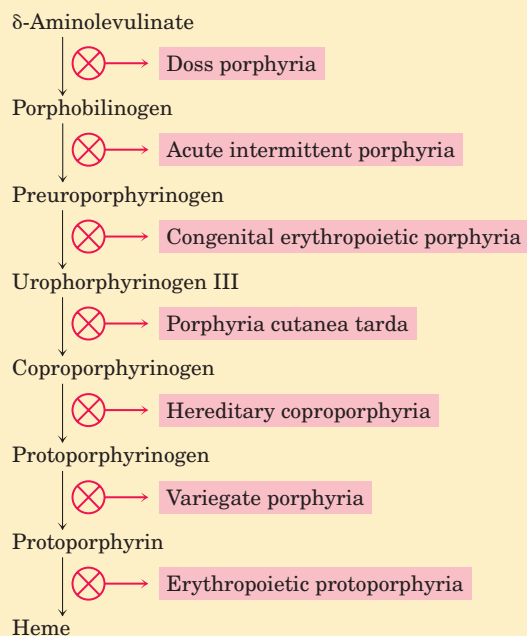 δ-Aminolevulinate
Doss porphyria
Porphobilinogen
Acute intermittent porphyria
Preuroporphyrinogen
Congenital erythropoietic porphyria
Urophorphyrinogen III
Porphyria cutanea tarda
Coproporphyrinogen
Hereditary coproporphyria
Protoporphyrinogen
Variegate porphyria
Protoporphyrin
Erythropoietic protoporphyria
Heme